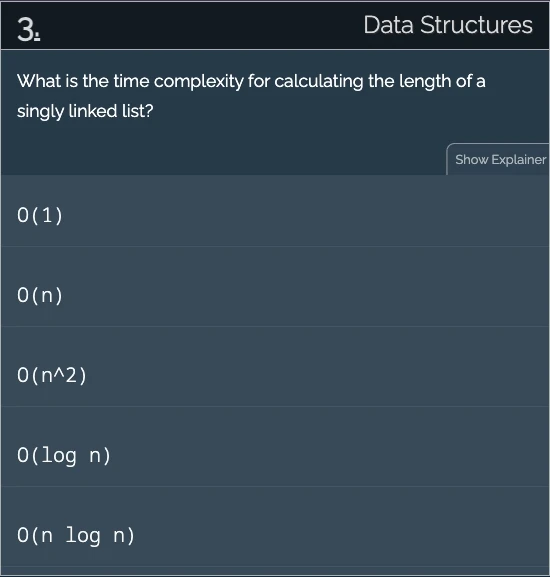 3.
Data Structures
What is the time complexity for calculating the length of a
singly linked list?
Show Explainer
O(1)
O(n)
O(n^2)
O(log n)
O(n log n)